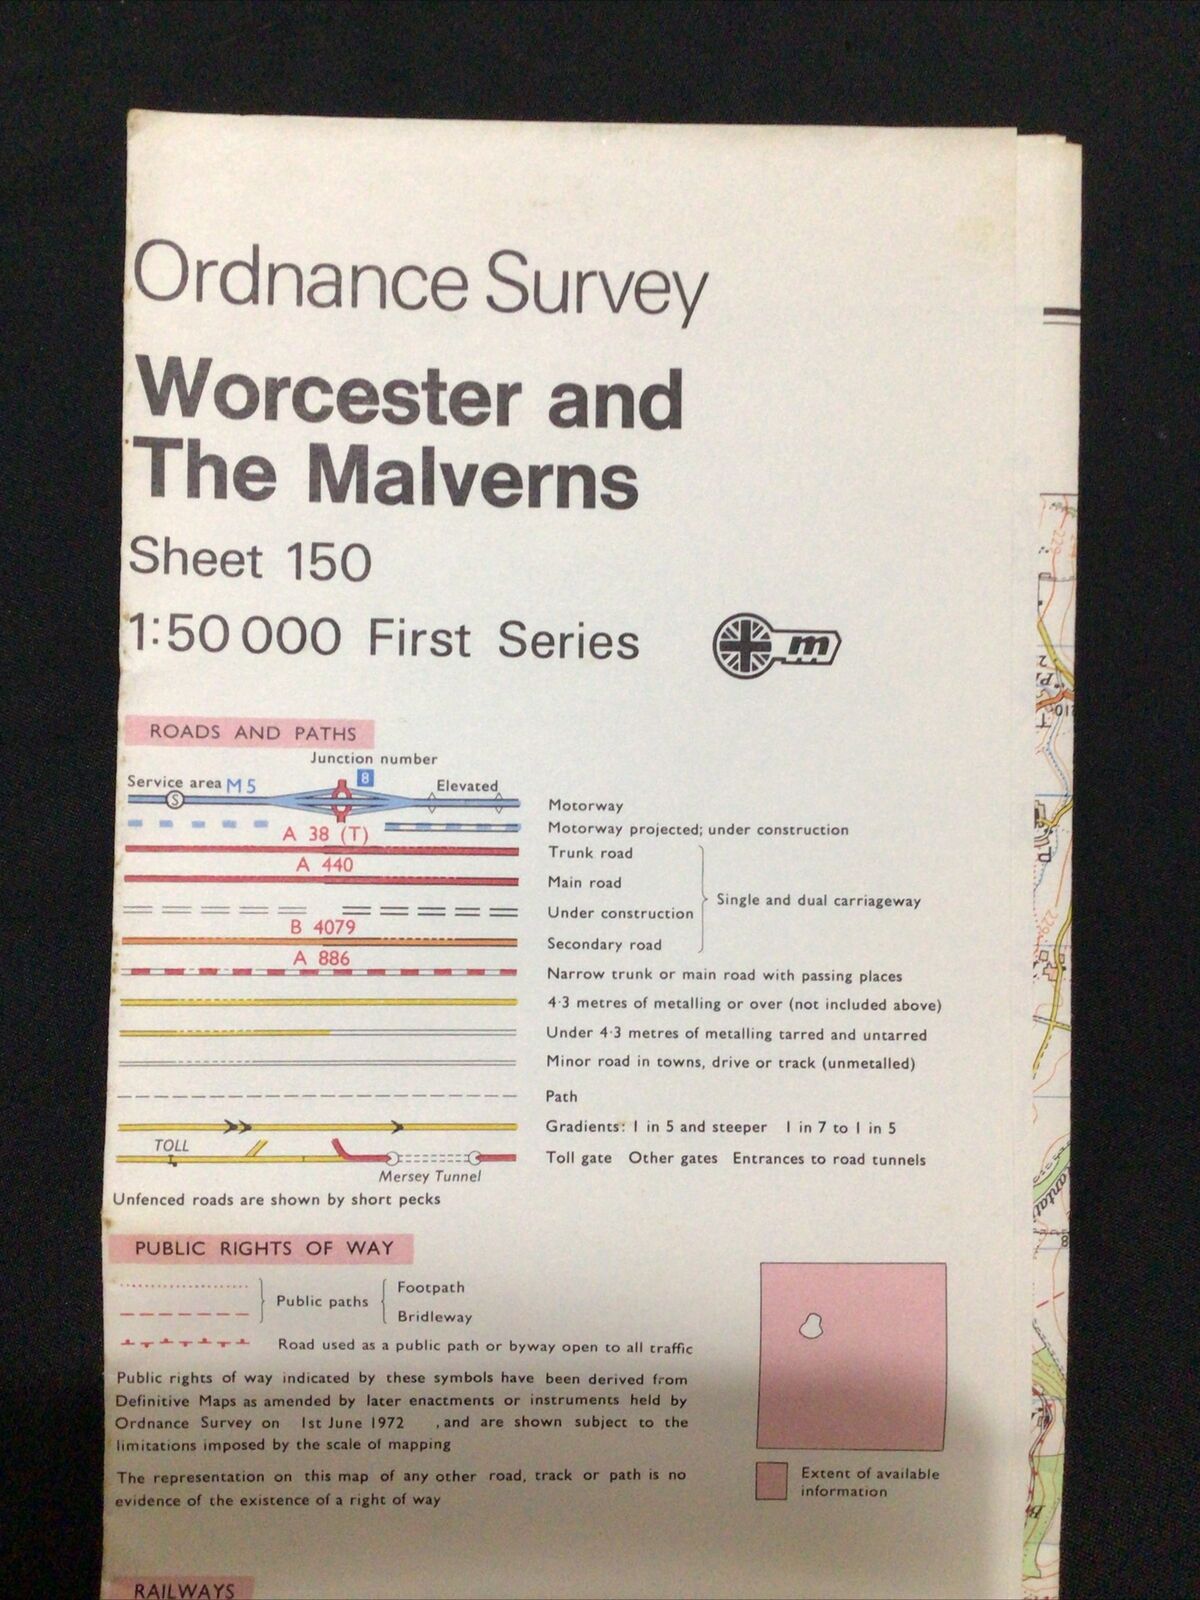 Ordnance Survey
Worcester and
The Malverns
Sheet 150
1:50 000 First Series
m
ROADS AND PATHS
Junction number
Service area M 5
8
Elevated
S
Motorway
Motorway projected; under construction
A 38 (T)
Trunk road
A 440
Main road
Single and dual carriageway
Under construction
B 4079
Secondary road
A 886
Narrow trunk or main road with passing places
4·3 metres of metalling or over (not included above)
Under 4·3 metres of metalling tarred and untarred
Minor road in towns, drive or track (unmetalled)
Path
Gradients: 1 in 5 and steeper 1 in 7 to 1 in 5
TOLL
Toll gate Other gates Entrances to road tunnels
Mersey Tunnel
Unfenced roads are shown by short pecks
PUBLIC RIGHTS OF WAY
Public paths
Footpath
Bridleway
Road used as a public path or byway open to all traffic
Public rights of way indicated by these symbols have been derived from
Definitive Maps as amended by later enactments or instruments held by
Ordnance Survey on 1st June 1972 , and are shown subject to the
limitations imposed by the scale of mapping
The representation on this map of any other road, track or path is no
evidence of the existence of a right of way
Extent of available
information
RAILWAYS